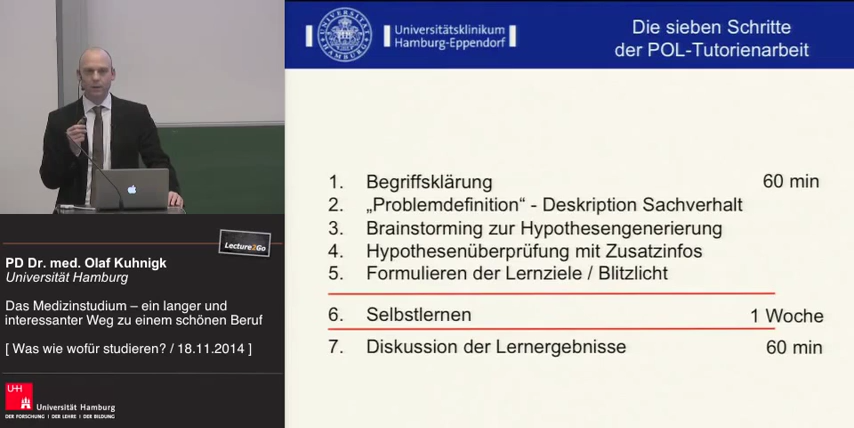 Universitätsklinikum
Hamburg-Eppendorf
Die sieben Schritte
der POL-Tutorienarbeit
1. Begriffsklärung 60 min
2. „Problemdefinition“ - Deskription Sachverhalt
3. Brainstorming zur Hypothesengenerierung
4. Hypothesenüberprüfung mit Zusatzinfos
5. Formulieren der Lernziele / Blitzlicht
6. Selbstlernen 1 Woche
7. Diskussion der Lernergebnisse 60 min
Lecture2Go
PD Dr. med. Olaf Kuhnigk
Universität Hamburg
Das Medizinstudium – ein langer und
interessanter Weg zu einem schönen Beruf
[ Was wie wofür studieren? / 18.11.2014 ]
UH
Universität Hamburg
DER FORSCHUNG | DER LEHRE | DER BILDUNG